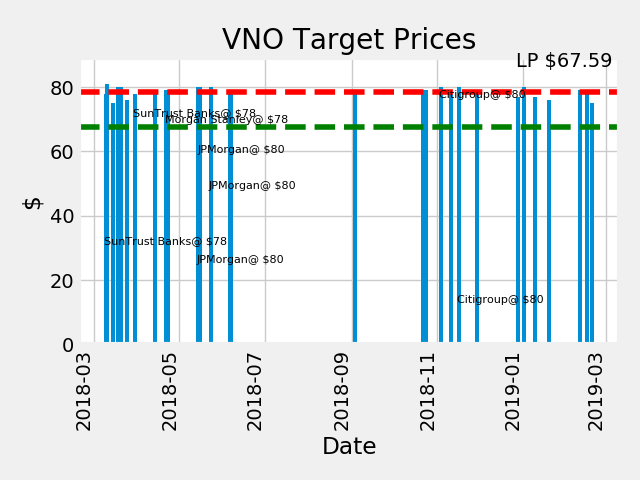 VNO Target Prices
LP $67.59
80
60
40
20
0
$
Citigroup@ $80
SunTrust Banks@ $78
Morgan Stanley@ $78
JPMorgan@ $80
JPMorgan@ $80
SunTrust Banks@ $78
JPMorgan@ $80
Citigroup@ $80
2018-03
2018-05
2018-07
2018-09
2018-11
2019-01
2019-03
Date